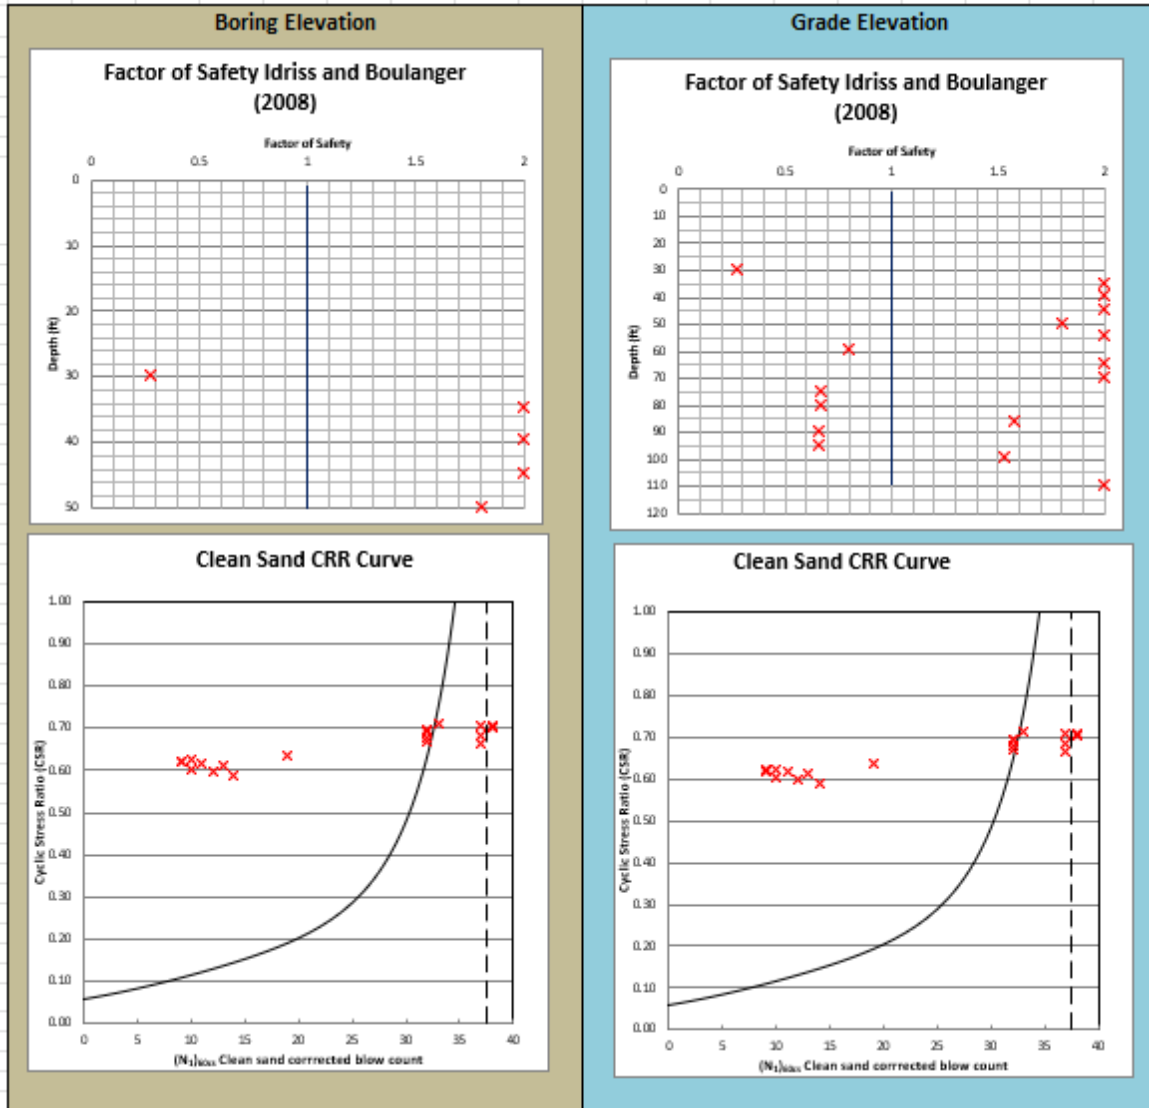 Boring Elevation
Factor of Safety Idriss and Boulanger
(2008)
Factor of Safety
0 0.5 1 1.5 2
Depth (ft)
0
10
20
30
40
50
Clean Sand CRR Curve
Cyclic Stress Ratio (CSR)
1.00
0.90
0.80
0.70
0.60
0.50
0.40
0.30
0.20
0.10
0.00
0 5 10 15 20 25 30 35 40
(N1)60cs Clean sand corrrected blow count
Grade Elevation
Factor of Safety Idriss and Boulanger
(2008)
Factor of Safety
0 0.5 1 1.5 2
Depth (ft)
0
10
20
30
40
50
60
70
80
90
100
110
120
Clean Sand CRR Curve
Cyclic Stress Ratio (CSR)
1.00
0.90
0.80
0.70
0.60
0.50
0.40
0.30
0.20
0.10
0.00
0 5 10 15 20 25 30 35 40
(N1)60cs Clean sand corrrected blow count